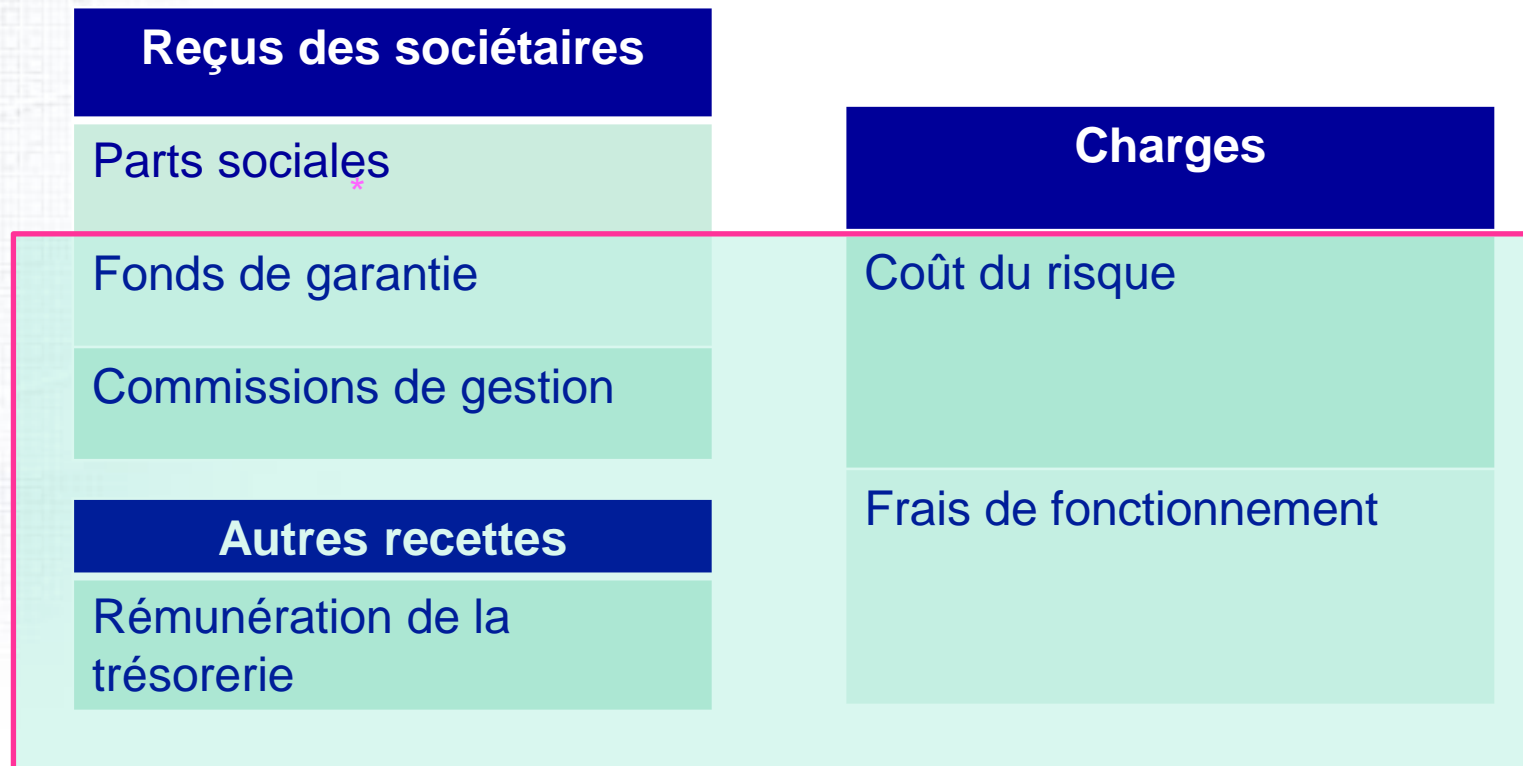 Reçus des sociétaires
Parts sociales
*
Fonds de garantie
Commissions de gestion
Autres recettes
Rémunération de la
trésorerie
Charges
Coût du risque
Frais de fonctionnement